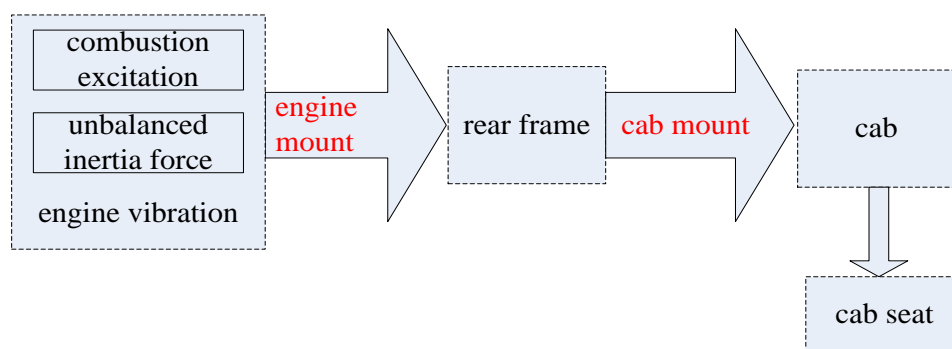 combustion
excitation
unbalanced
inertia force
engine vibration
engine
mount
rear frame
cab mount
cab
cab seat